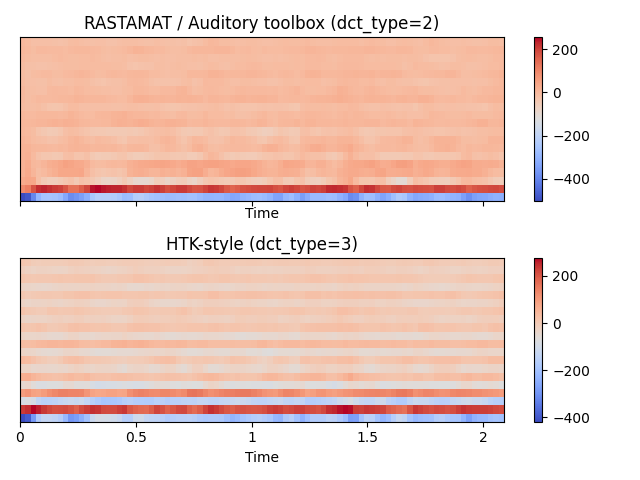 RASTAMAT / Auditory toolbox (dct_type=2)
200
0
−200
−400
Time
HTK-style (dct_type=3)
200
0
−200
−400
0 0.5 1 1.5 2
Time